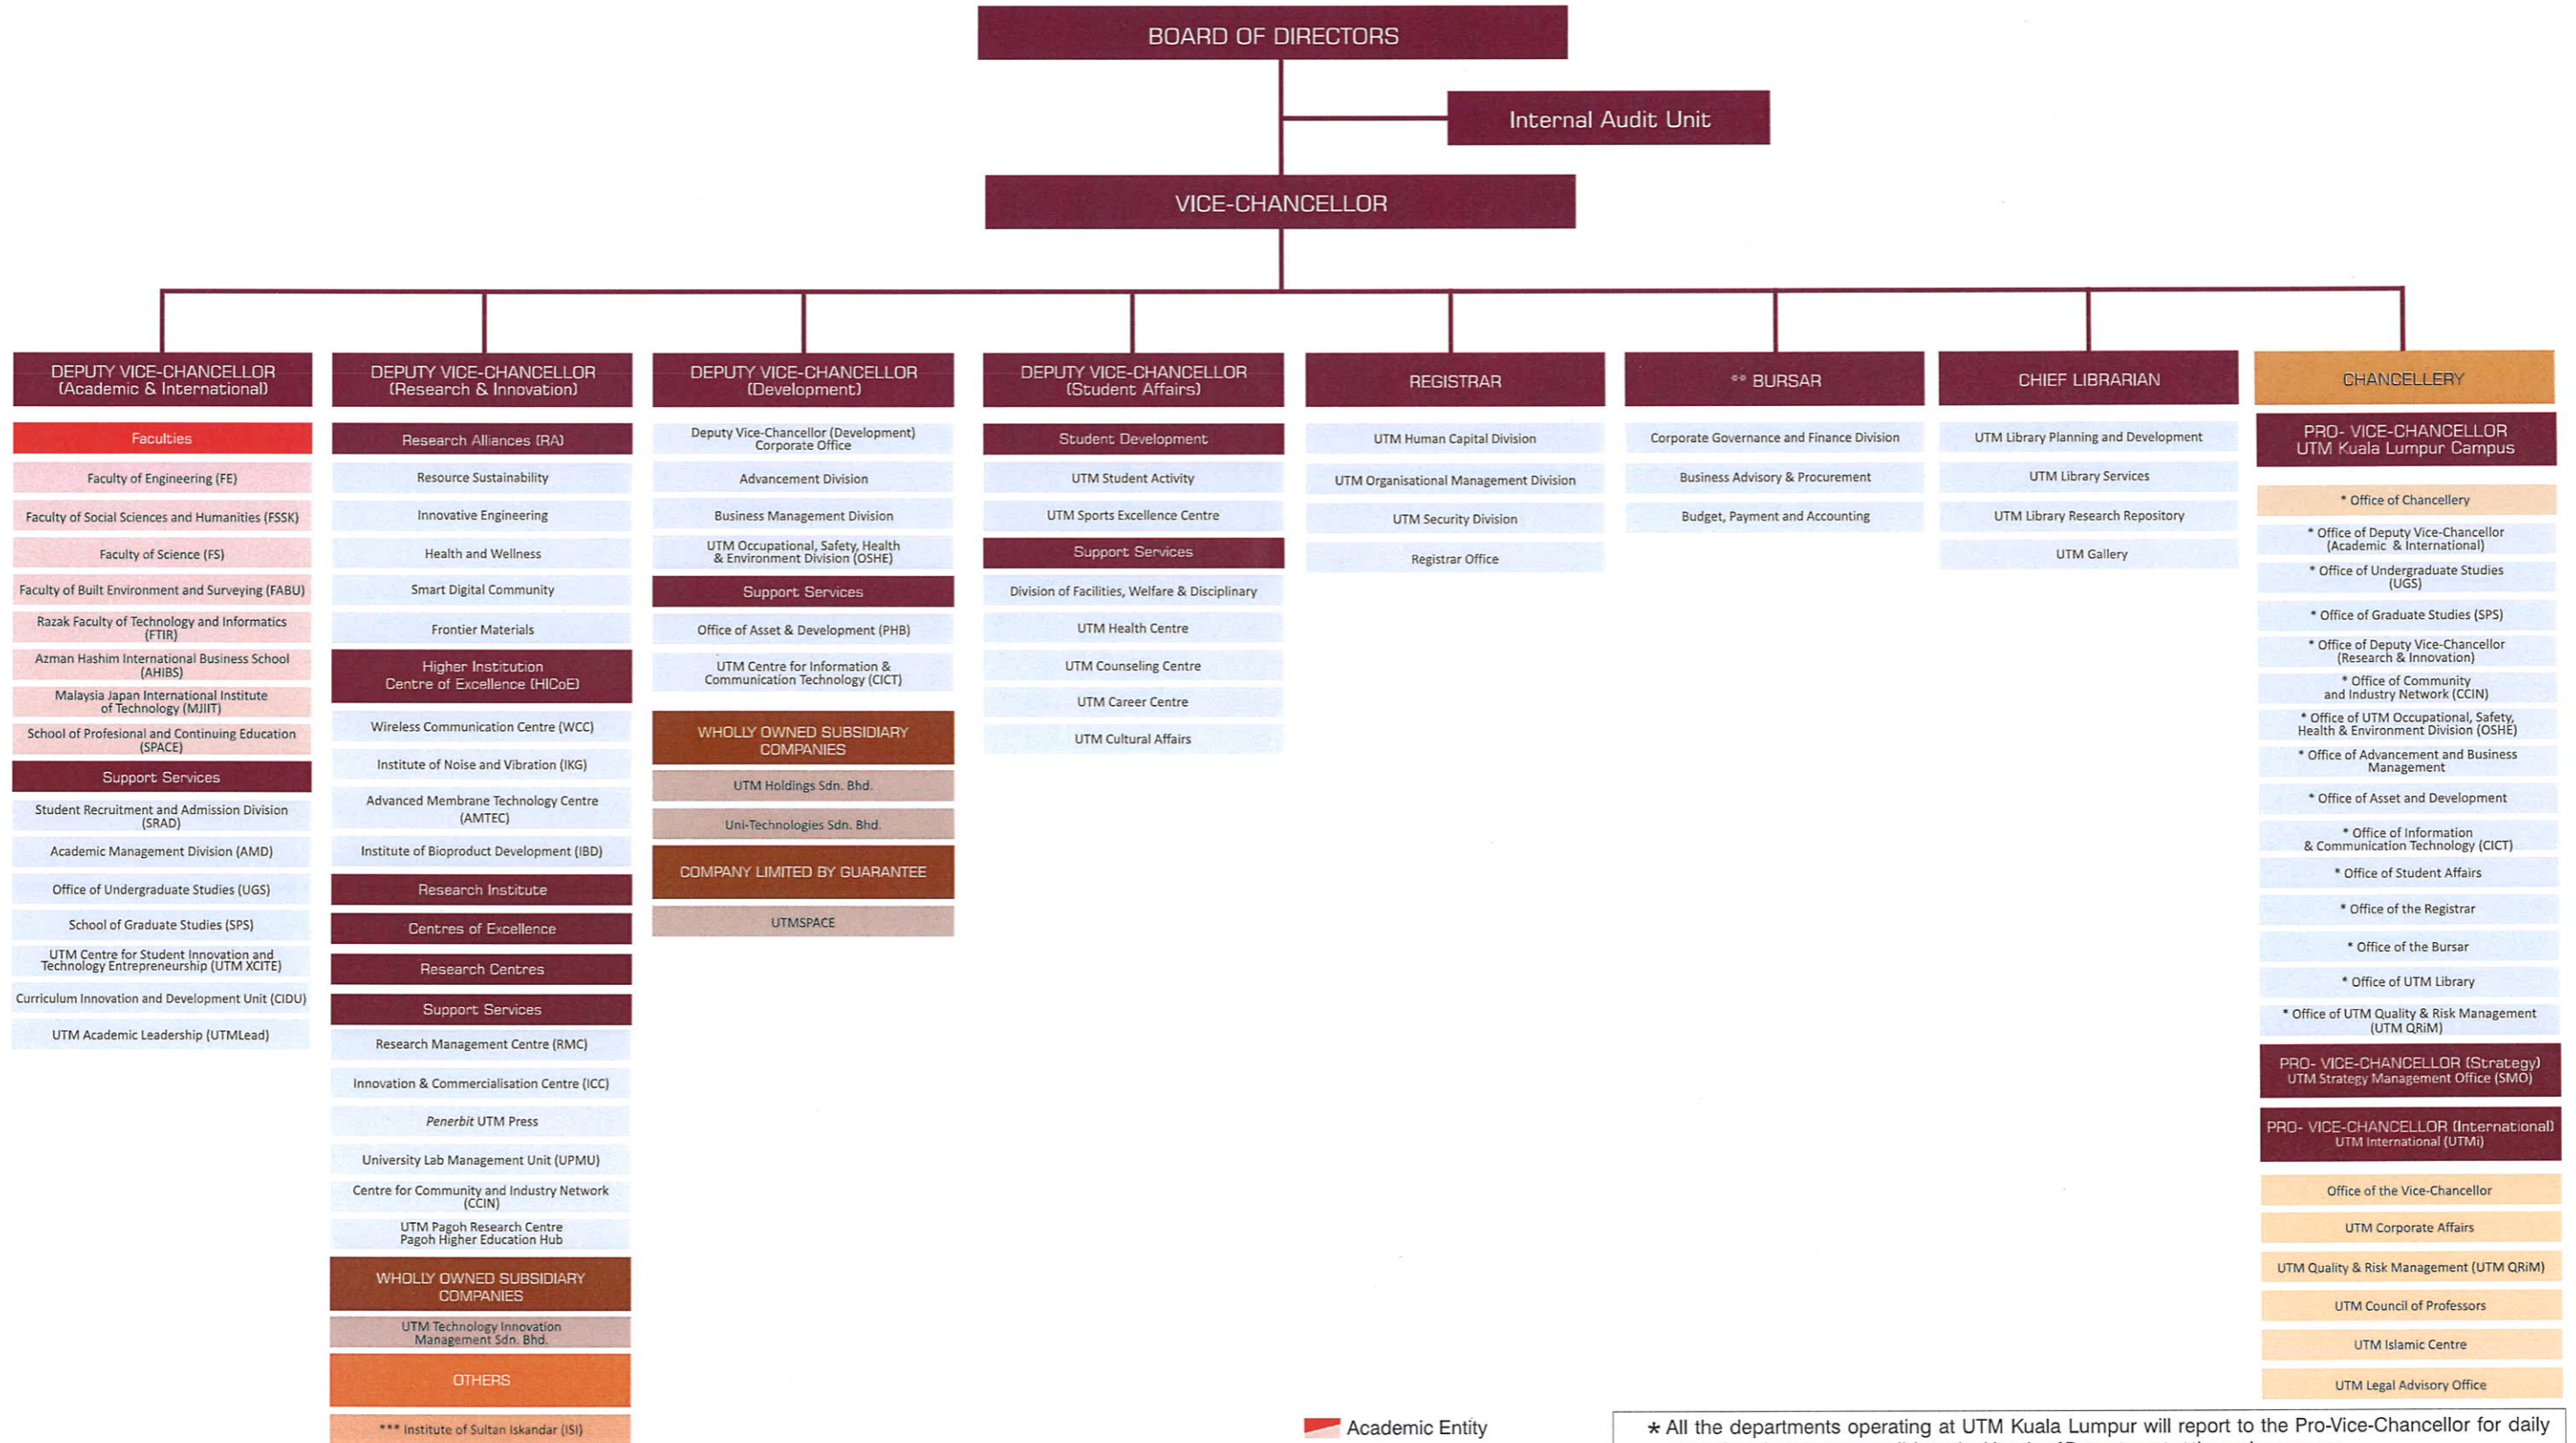 BOARD OF DIRECTORS
Internal Audit Unit
VICE-CHANCELLOR
DEPUTY VICE-CHANCELLOR
(Academic & International)
Faculties
Faculty of Engineering (FE)
Faculty of Social Sciences and Humanities (FSSK)
Faculty of Science (FS)
Faculty of Built Environment and Surveying (FABU)
Razak Faculty of Technology and Informatics
(FTIR)
Azman Hashim International Business School
(AHIBS)
Malaysia Japan International Institute
of Technology (MJIIT)
School of Profesional and Continuing Education
(SPACE)
Support Services
Student Recruitment and Admission Division
(SRAD)
Academic Management Division (AMD)
Office of Undergraduate Studies (UGS)
School of Graduate Studies (SPS)
UTM Centre for Student Innovation and
Technology Entrepreneurship (UTM XCITE)
Curriculum Innovation and Development Unit (CIDU)
UTM Academic Leadership (UTMLead)
DEPUTY VICE-CHANCELLOR
(Research & Innovation)
Research Alliances (RA)
Resource Sustainability
Innovative Engineering
Health and Wellness
Smart Digital Community
Frontier Materials
Higher Institution
Centre of Excellence (HICoE)
Wireless Communication Centre (WCC)
Institute of Noise and Vibration (IKG)
Advanced Membrane Technology Centre
(AMTEC)
Institute of Bioproduct Development (IBD)
Research Institute
Centres of Excellence
Research Centres
Support Services
Research Management Centre (RMC)
Innovation & Commercialisation Centre (ICC)
Penerbit UTM Press
University Lab Management Unit (UPMU)
Centre for Community and Industry Network
(CCIN)
UTM Pagoh Research Centre
Pagoh Higher Education Hub
WHOLLY OWNED SUBSIDIARY
COMPANIES
UTM Technology Innovation
Management Sdn. Bhd.
OTHERS
*** Institute of Sultan Iskandar (ISI)
DEPUTY VICE-CHANCELLOR
(Development)
Deputy Vice-Chancellor (Development)
Corporate Office
Advancement Division
Business Management Division
UTM Occupational, Safety, Health
& Environment Division (OSHE)
Support Services
Office of Asset & Development (PHB)
UTM Centre for Information &
Communication Technology (CICT)
WHOLLY OWNED SUBSIDIARY
COMPANIES
UTM Holdings Sdn. Bhd.
Uni-Technologies Sdn. Bhd.
COMPANY LIMITED BY GUARANTEE
UTMSPACE
DEPUTY VICE-CHANCELLOR
(Student Affairs)
Student Development
UTM Student Activity
UTM Sports Excellence Centre
Support Services
Division of Facilities, Welfare & Disciplinary
UTM Health Centre
UTM Counseling Centre
UTM Career Centre
UTM Cultural Affairs
REGISTRAR
UTM Human Capital Division
UTM Organisational Management Division
UTM Security Division
Registrar Office
** BURSAR
Corporate Governance and Finance Division
Business Advisory & Procurement
Budget, Payment and Accounting
CHIEF LIBRARIAN
UTM Library Planning and Development
UTM Library Services
UTM Library Research Repository
UTM Gallery
CHANCELLERY
PRO- VICE-CHANCELLOR
UTM Kuala Lumpur Campus
* Office of Chancellery
* Office of Deputy Vice-Chancellor
(Academic & International)
* Office of Undergraduate Studies
(UGS)
* Office of Graduate Studies (SPS)
* Office of Deputy Vice-Chancellor
(Research & Innovation)
* Office of Community
and Industry Network (CCIN)
* Office of UTM Occupational, Safety,
Health & Environment Division (OSHE)
* Office of Advancement and Business
Management
* Office of Asset and Development
* Office of Information
& Communication Technology (CICT)
* Office of Student Affairs
* Office of the Registrar
* Office of the Bursar
* Office of UTM Library
* Office of UTM Quality & Risk Management
(UTM QRiM)
PRO- VICE-CHANCELLOR (Strategy)
UTM Strategy Management Office (SMO)
PRO- VICE-CHANCELLOR (International)
UTM International (UTMi)
Office of the Vice-Chancellor
UTM Corporate Affairs
UTM Quality & Risk Management (UTM QRiM)
UTM Council of Professors
UTM Islamic Centre
UTM Legal Advisory Office
Academic Entity
* All the departments operating at UTM Kuala Lumpur will report to the Pro-Vice-Chancellor for daily